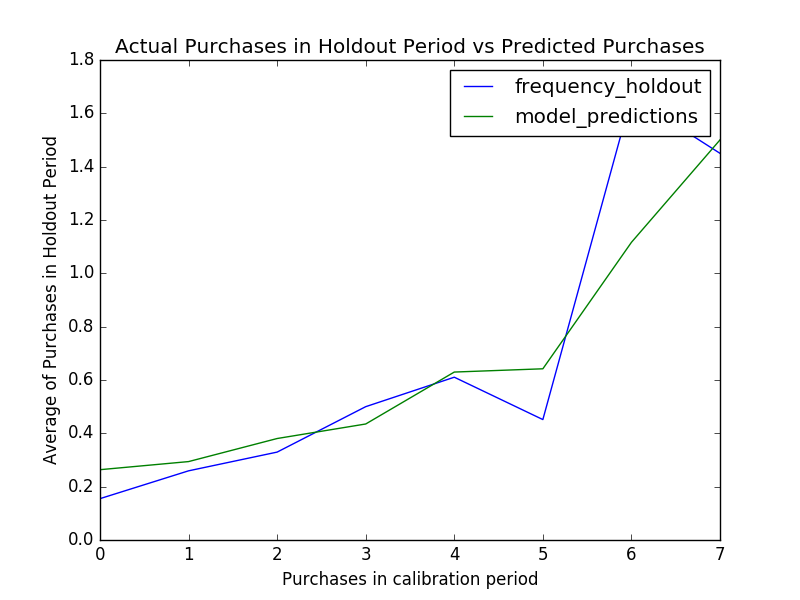 Actual Purchases in Holdout Period vs Predicted Purchases
1.8
1.6
1.4
1.2
1.0
0.8
0.6
0.4
0.2
0.0
Average of Purchases in Holdout Period
frequency_holdout
model_predictions
0 1 2 3 4 5 6 7
Purchases in calibration period